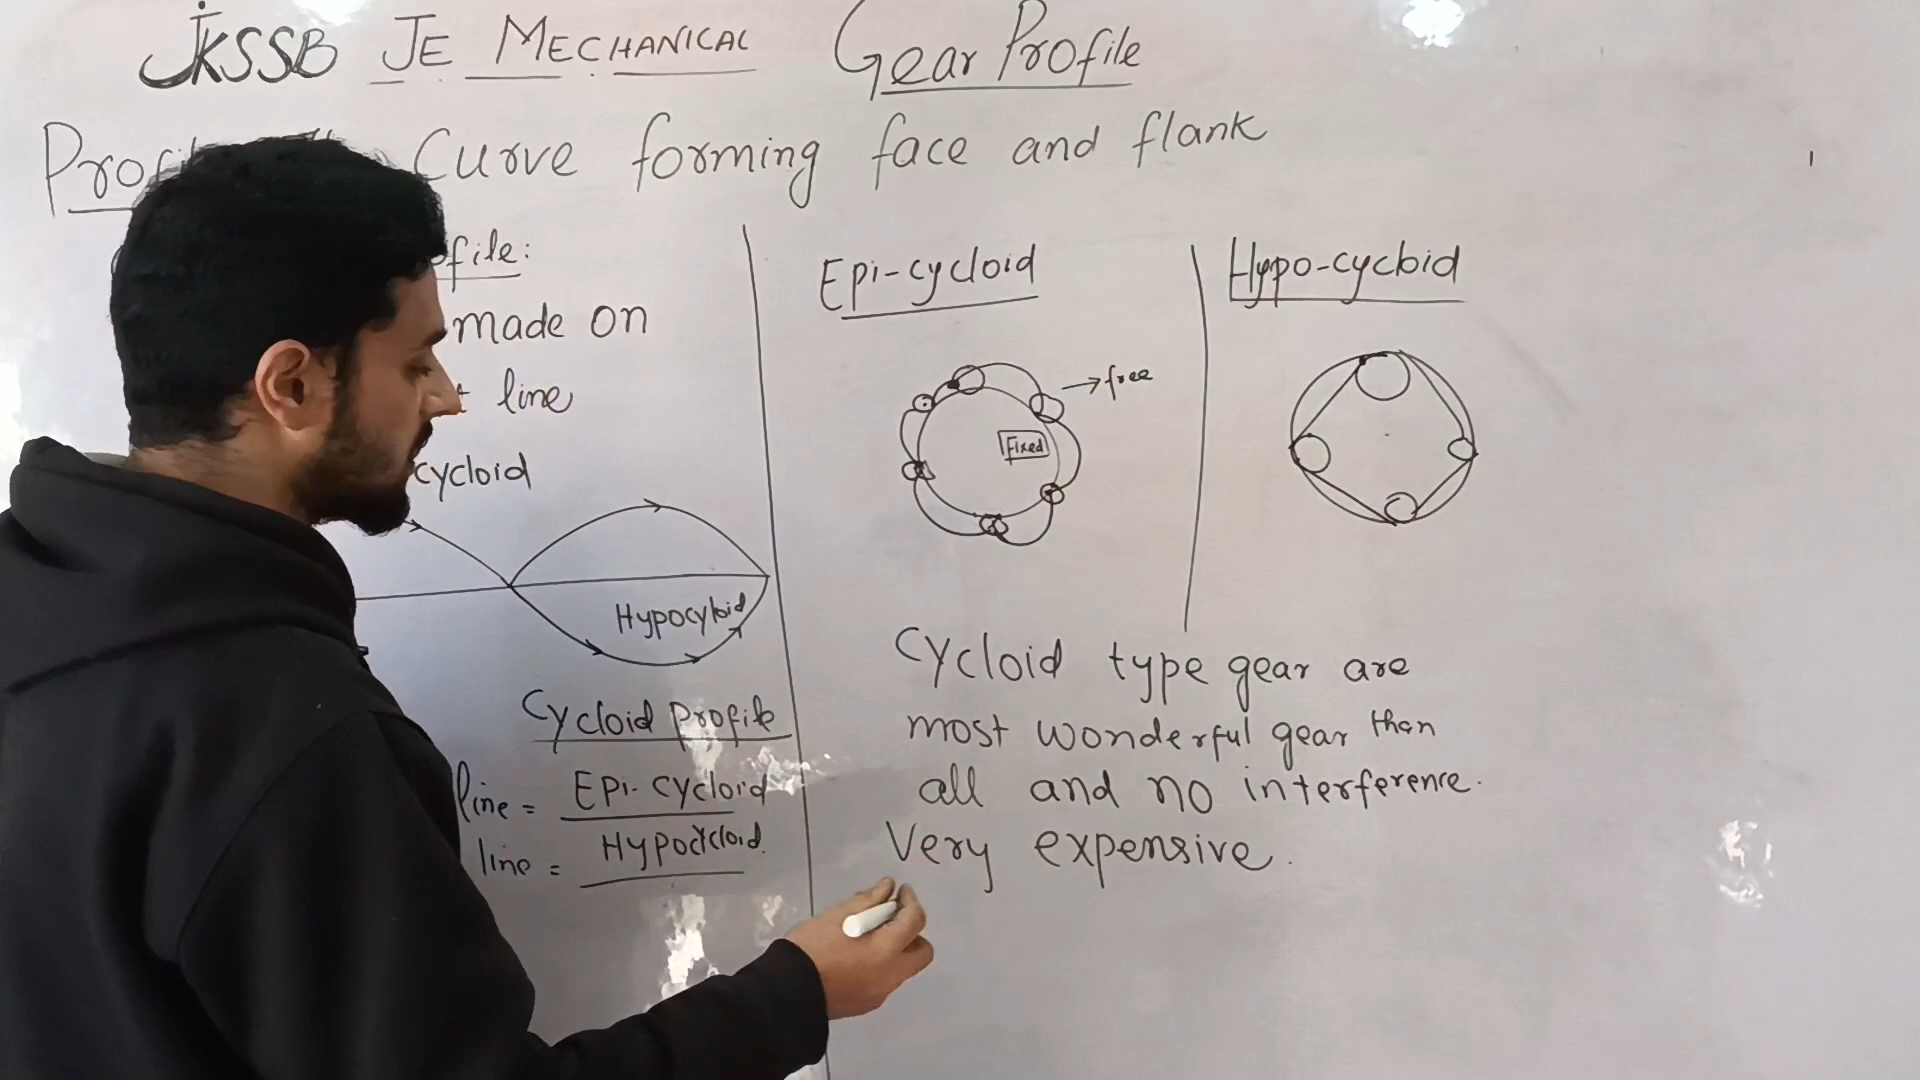 JKSSB JE MECHANICAL Gear Profile
Curve forming face and flank
made on
line
cycloid
Hypocyloid
Cycloid profile
line = EPI-cycloid
line = Hypocycloid
Epi-cycloid
→ free
Fixed
Hypo-cycloid
Cycloid type gear are
most wonderful gear than
all and no interference.
Very expensive.